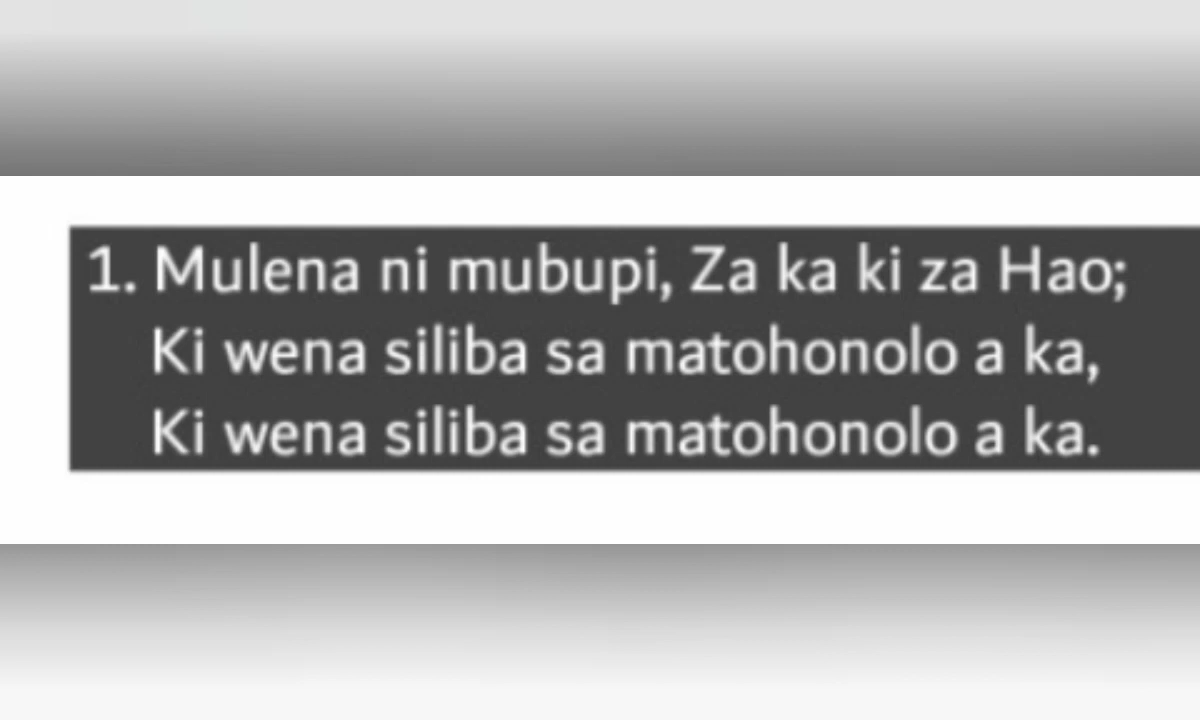 1. Mulena ni mubupi, Za ka ki za Hao;
Ki wena siliba sa matohonolo a ka,
Ki wena siliba sa matohonolo a ka.